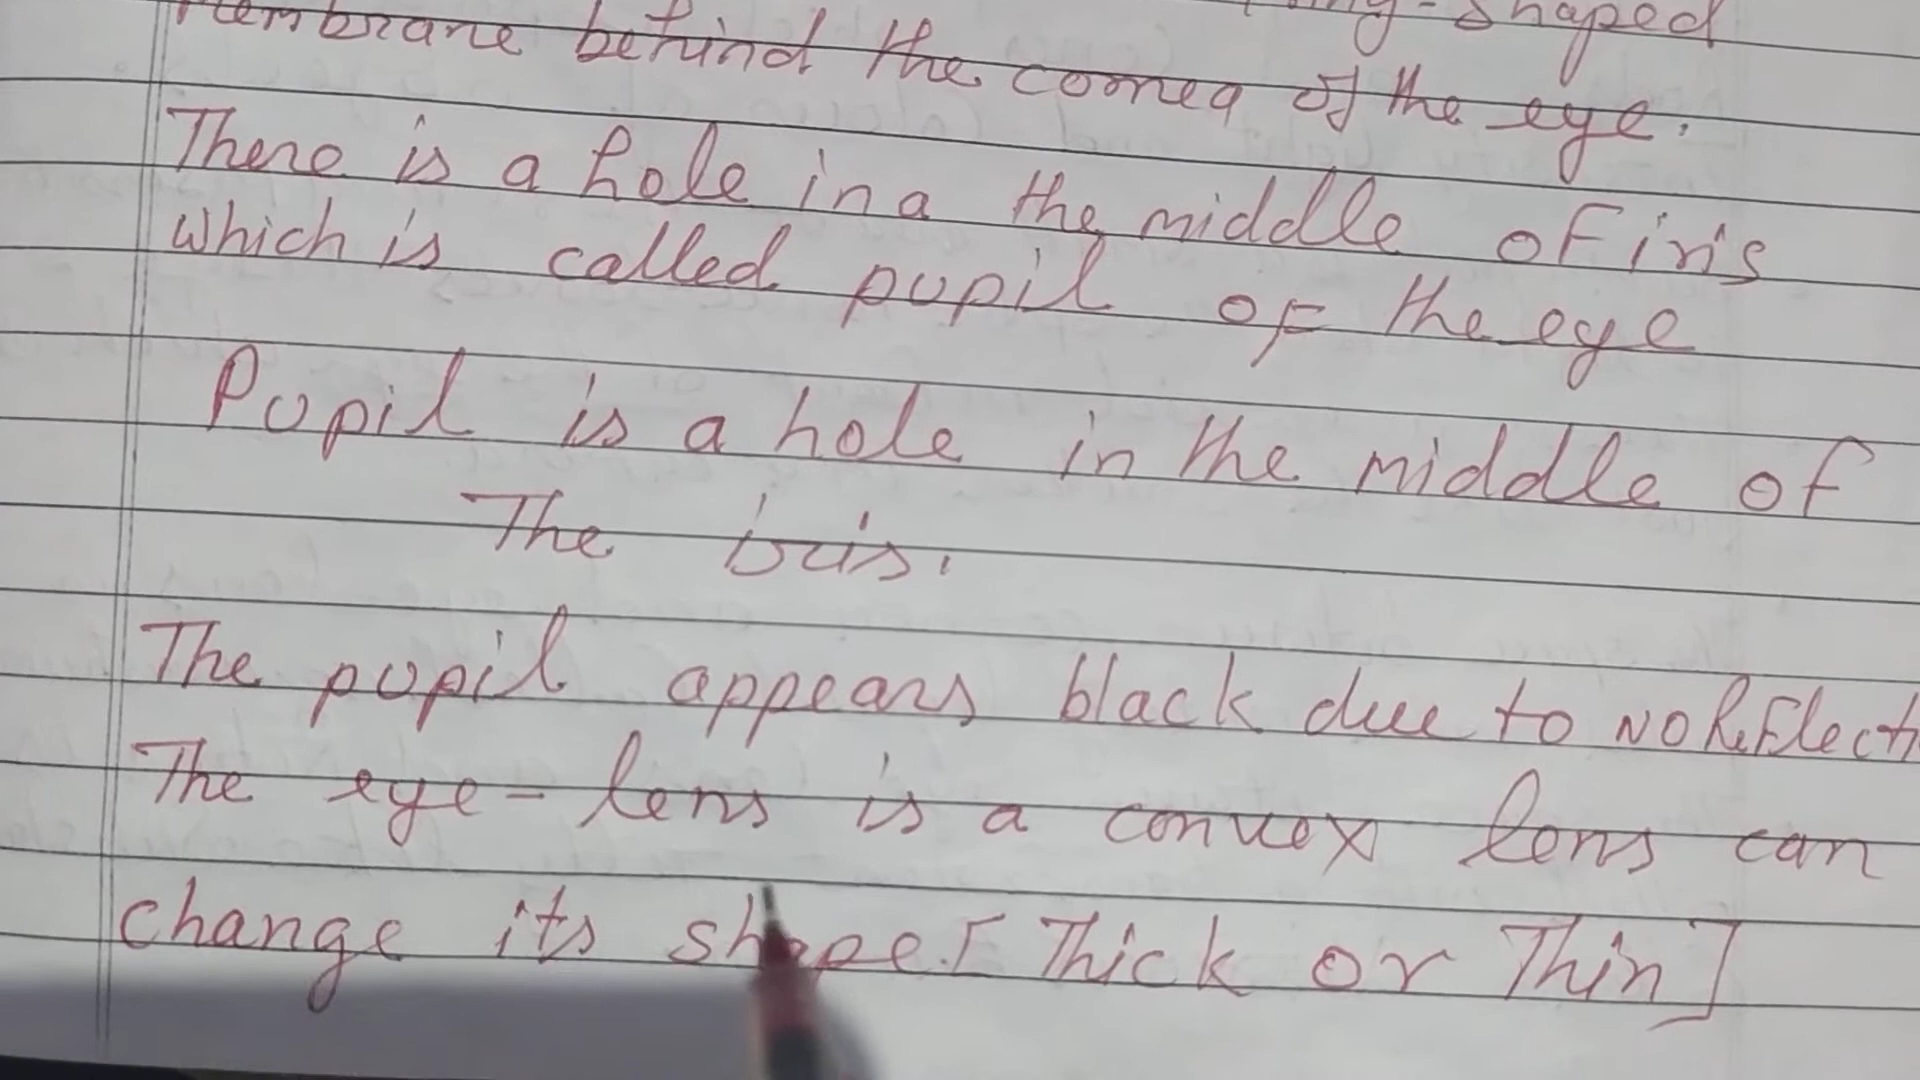 ring-shaped
Membrane behind the cornea of the eye.
There is a hole in a the middle of iris
which is called pupil of the eye
Pupil is a hole in the middle of
The iris.
The pupil appears black due to no Reflecti
The eye-lens is a convex lens can
change its shape. [Thick or Thin]